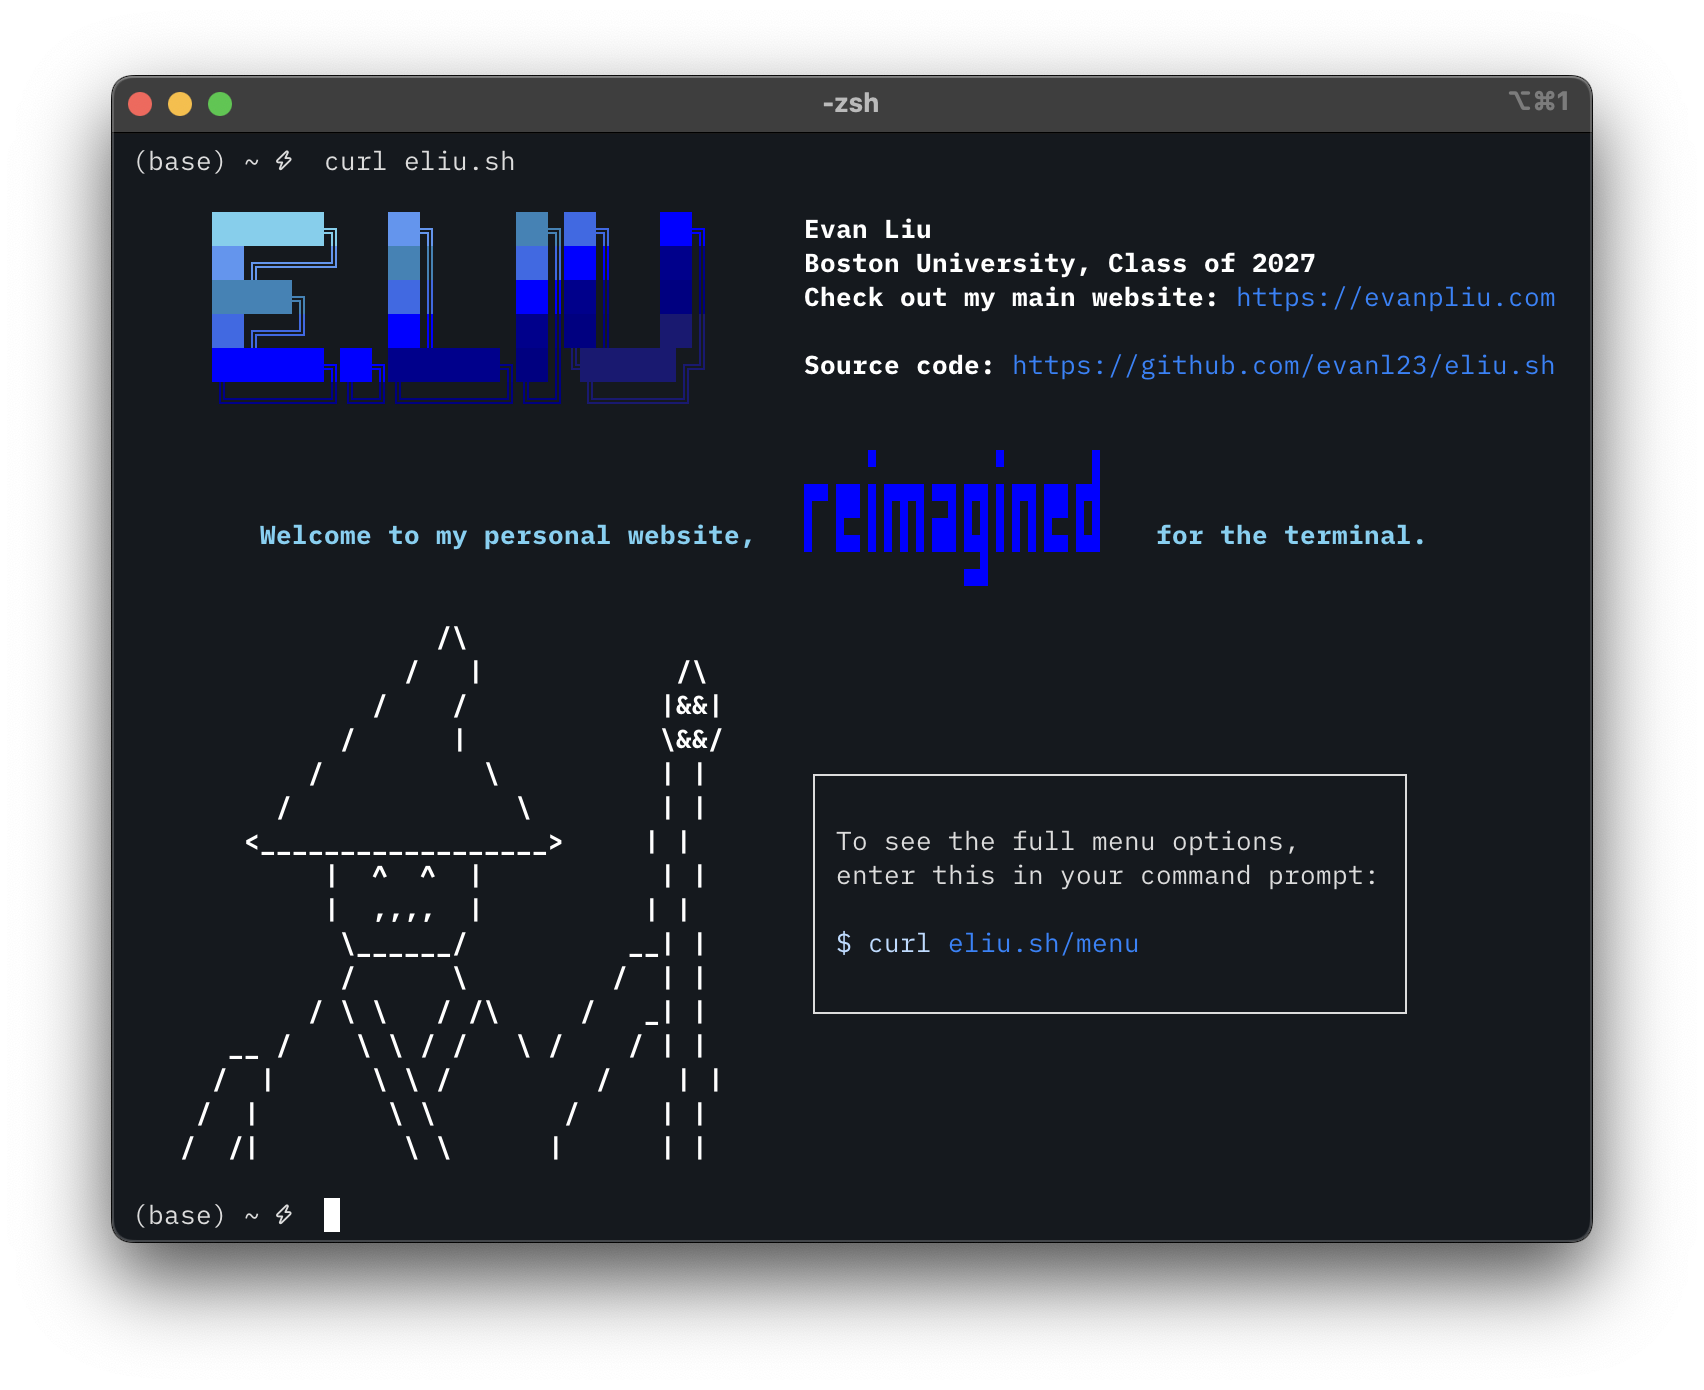 -zsh
⌥⌘1
(base) ~ ⚡ curl eliu.sh
E.LIU
Evan Liu
Boston University, Class of 2027
Check out my main website: https://evanpliu.com
Source code: https://github.com/evanl23/eliu.sh
Welcome to my personal website, reimagined for the terminal.
To see the full menu options,
enter this in your command prompt:
$ curl eliu.sh/menu
(base) ~ ⚡